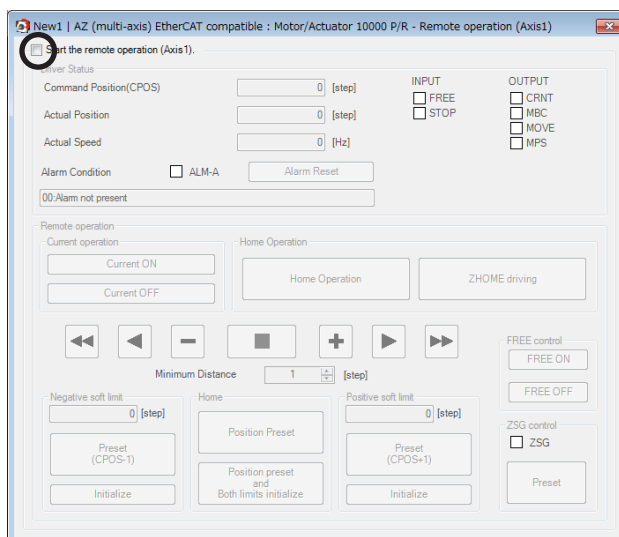 New1 | AZ (multi-axis) EtherCAT compatible : Motor/Actuator 10000 P/R - Remote operation (Axis1)
Start the remote operation (Axis1).
Driver Status
Command Position(CPOS) 0 [step]
INPUT
OUTPUT
FREE
CRNT
Actual Position 0 [step]
STOP
MBC
MOVE
Actual Speed 0 [Hz]
MPS
Alarm Condition ALM-A Alarm Reset
00:Alarm not present
Remote operation
Current operation
Home Operation
Current ON
Home Operation
ZHOME driving
Current OFF
Minimum Distance 1 [step]
FREE control
FREE ON
FREE OFF
Negative soft limit
Home
Positive soft limit
0 [step]
0 [step]
Position Preset
ZSG control
ZSG
Preset
(CPOS-1)
Preset
(CPOS+1)
Position preset
and
Both limits initialize
Preset
Initialize
Initialize